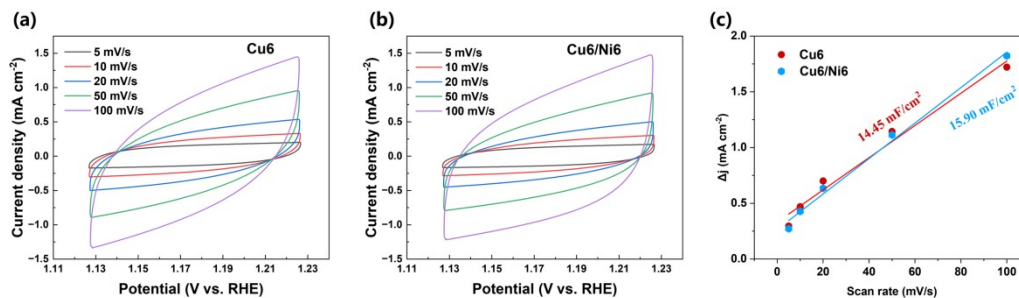 (a)
Cu6
5 mV/s
10 mV/s
20 mV/s
50 mV/s
100 mV/s
1.5
1.0
0.5
0.0
−0.5
−1.0
−1.5
1.11 1.13 1.15 1.17 1.19 1.21 1.23
Current density (mA cm⁻²)
Potential (V vs. RHE)
(b)
Cu6/Ni6
5 mV/s
10 mV/s
20 mV/s
50 mV/s
100 mV/s
1.5
1.0
0.5
0.0
−0.5
−1.0
−1.5
1.11 1.13 1.15 1.17 1.19 1.21 1.23
Current density (mA cm⁻²)
Potential (V vs. RHE)
(c)
Cu6
Cu6/Ni6
14.45 mF/cm²
15.90 mF/cm²
2.0
1.5
1.0
0.5
0.0
0 20 40 60 80 100
Δj (mA cm⁻²)
Scan rate (mV/s)